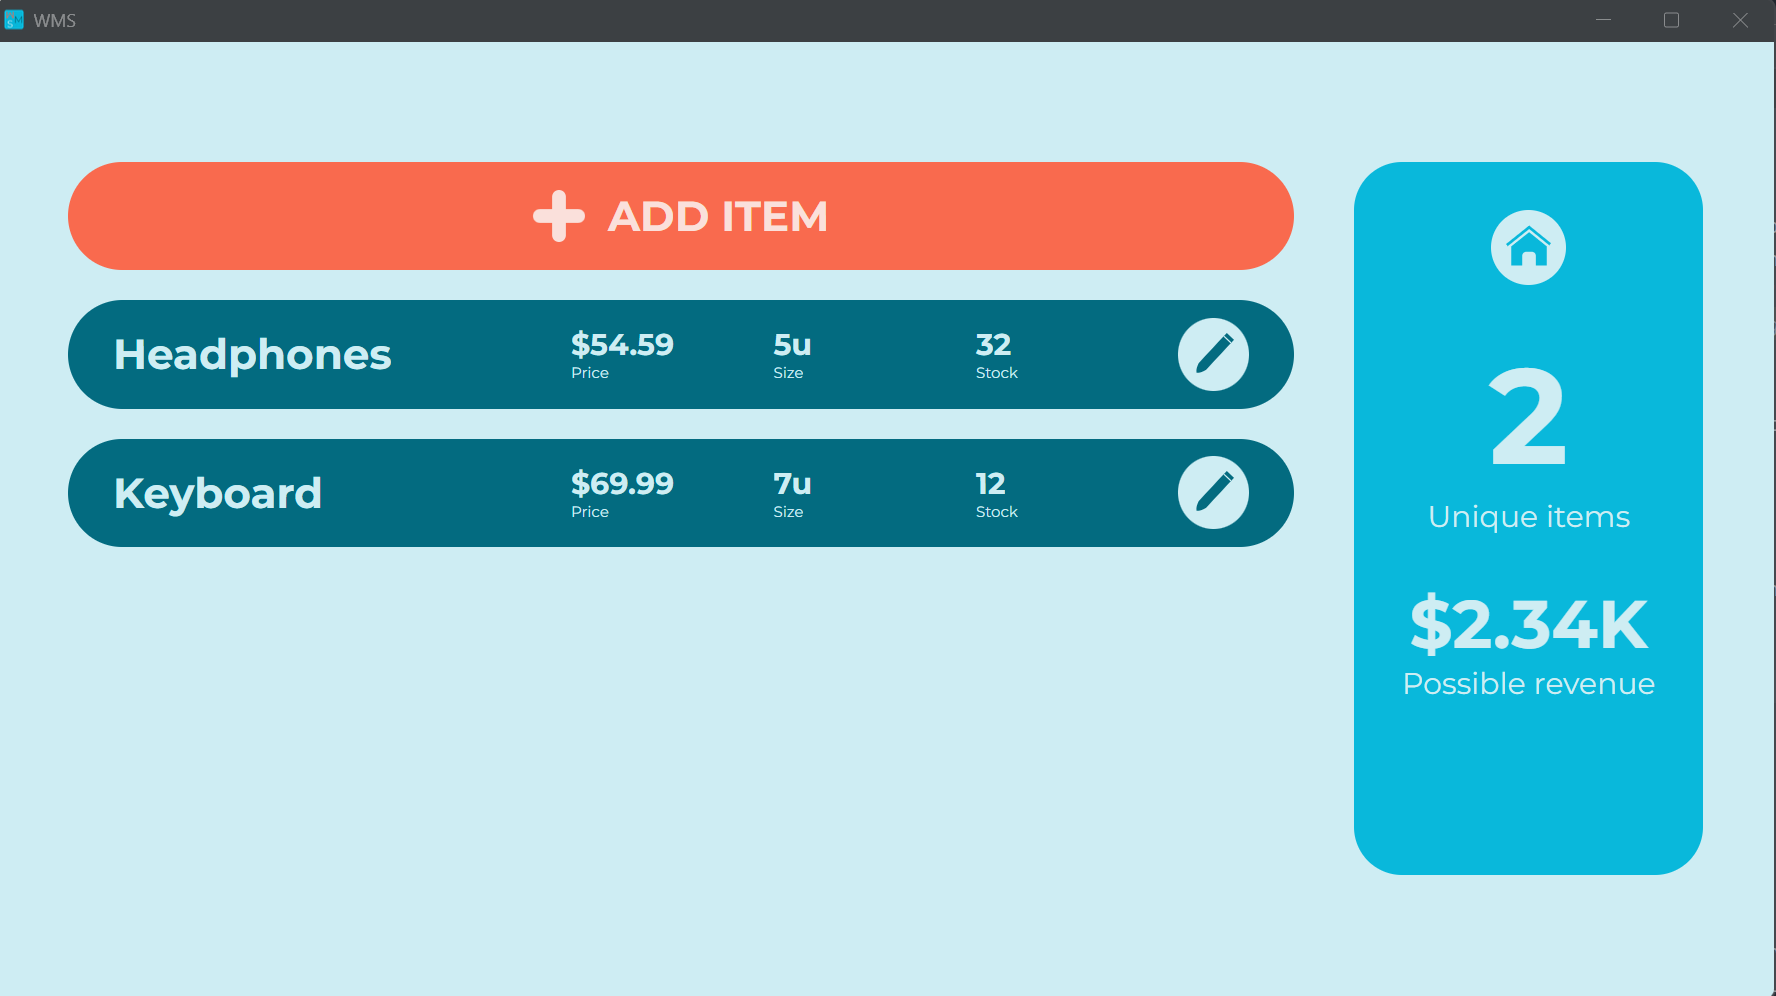 WMS
ADD ITEM
Headphones
$54.59
Price
5u
Size
32
Stock
Keyboard
$69.99
Price
7u
Size
12
Stock
2
Unique items
$2.34K
Possible revenue